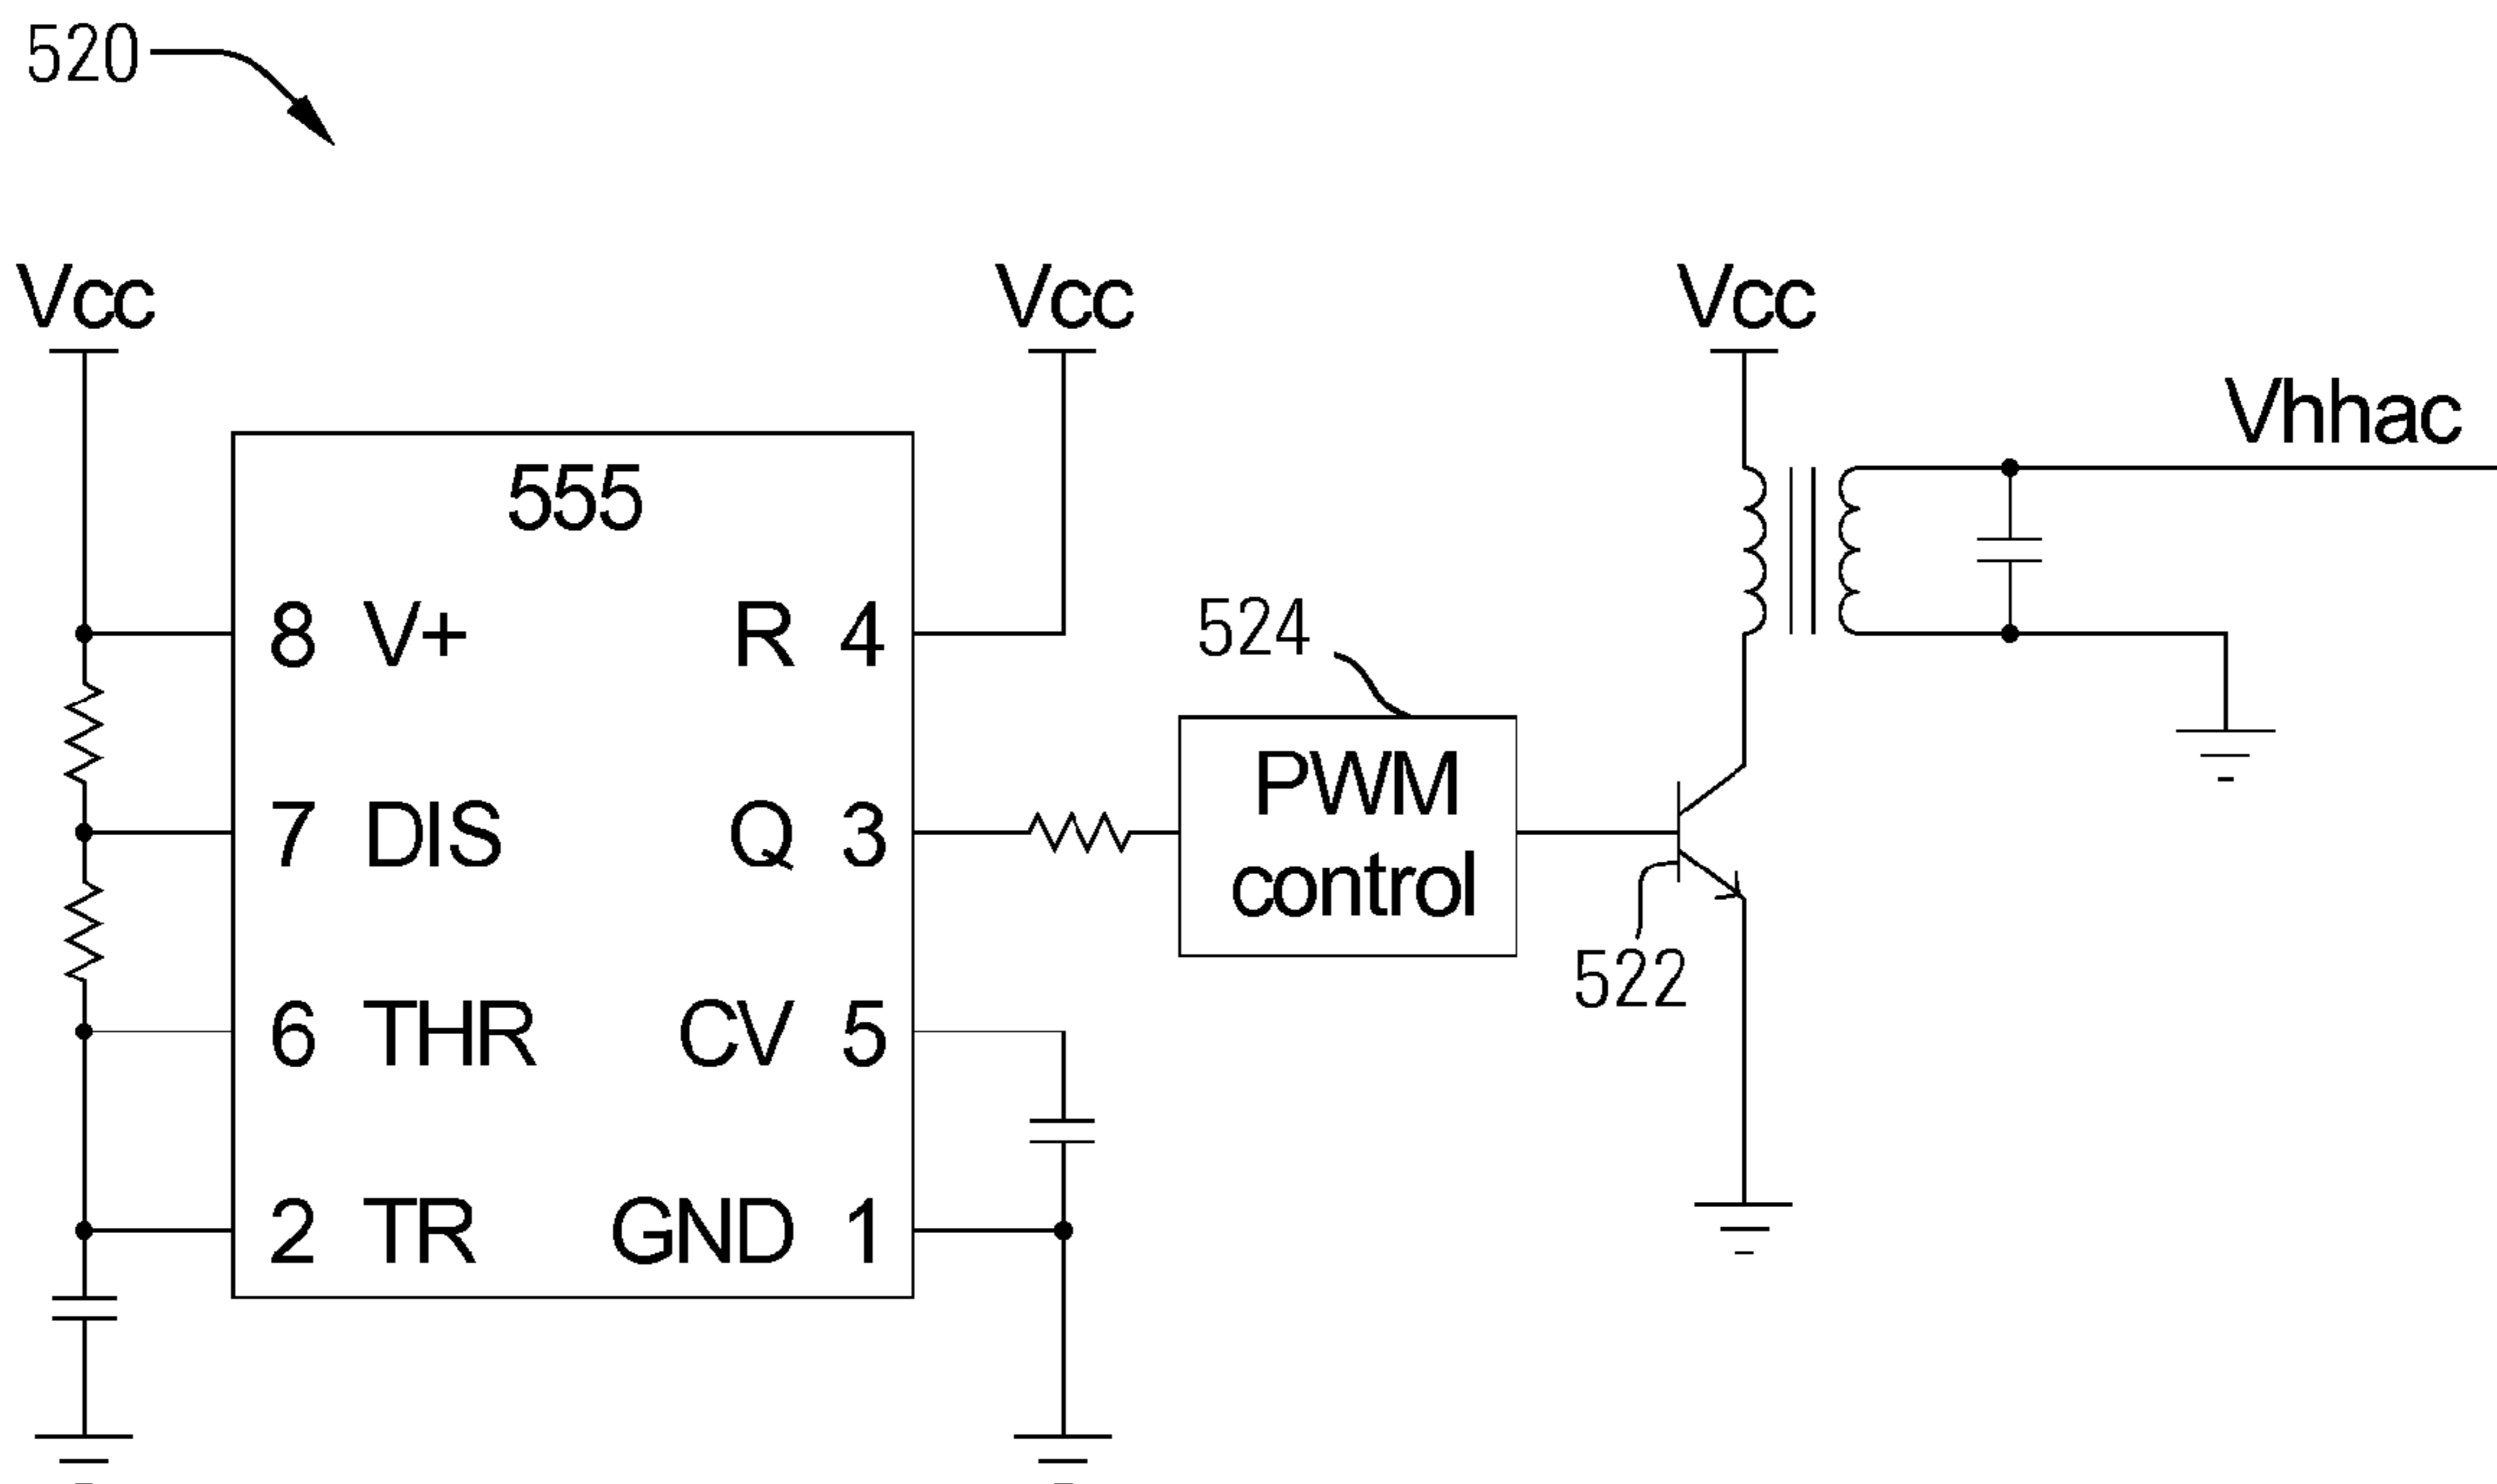 520
Vcc
Vcc
Vcc
Vhhac
555
8 V+ R 4
524
PWM
control
7 DIS Q 3
522
6 THR CV 5
2 TR GND 1